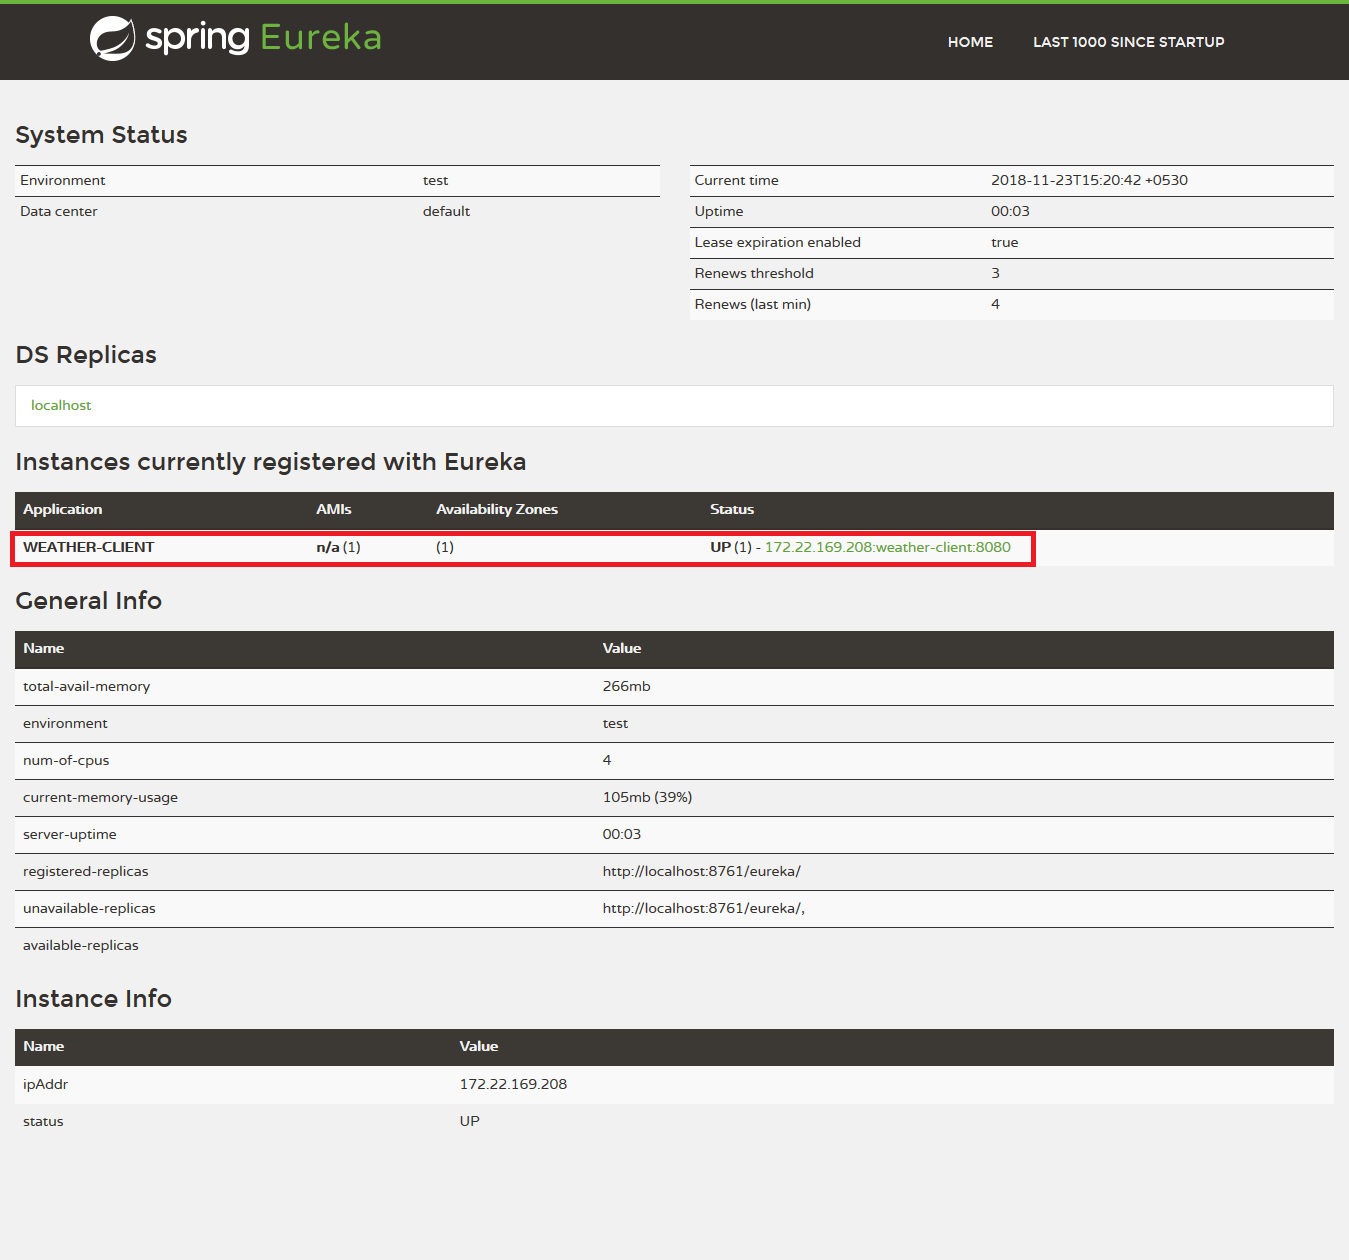 spring Eureka
HOME LAST 1000 SINCE STARTUP
System Status
Environment test
Data center default
Current time 2018-11-23T15:20:42 +0530
Uptime 00:03
Lease expiration enabled true
Renews threshold 3
Renews (last min) 4
DS Replicas
localhost
Instances currently registered with Eureka
Application AMIs Availability Zones Status
WEATHER-CLIENT n/a (1) (1) UP (1) - 172.22.169.208:weather-client:8080
General Info
Name Value
total-avail-memory 266mb
environment test
num-of-cpus 4
current-memory-usage 105mb (39%)
server-uptime 00:03
registered-replicas http://localhost:8761/eureka/
unavailable-replicas http://localhost:8761/eureka/,
available-replicas
Instance Info
Name Value
ipAddr 172.22.169.208
status UP